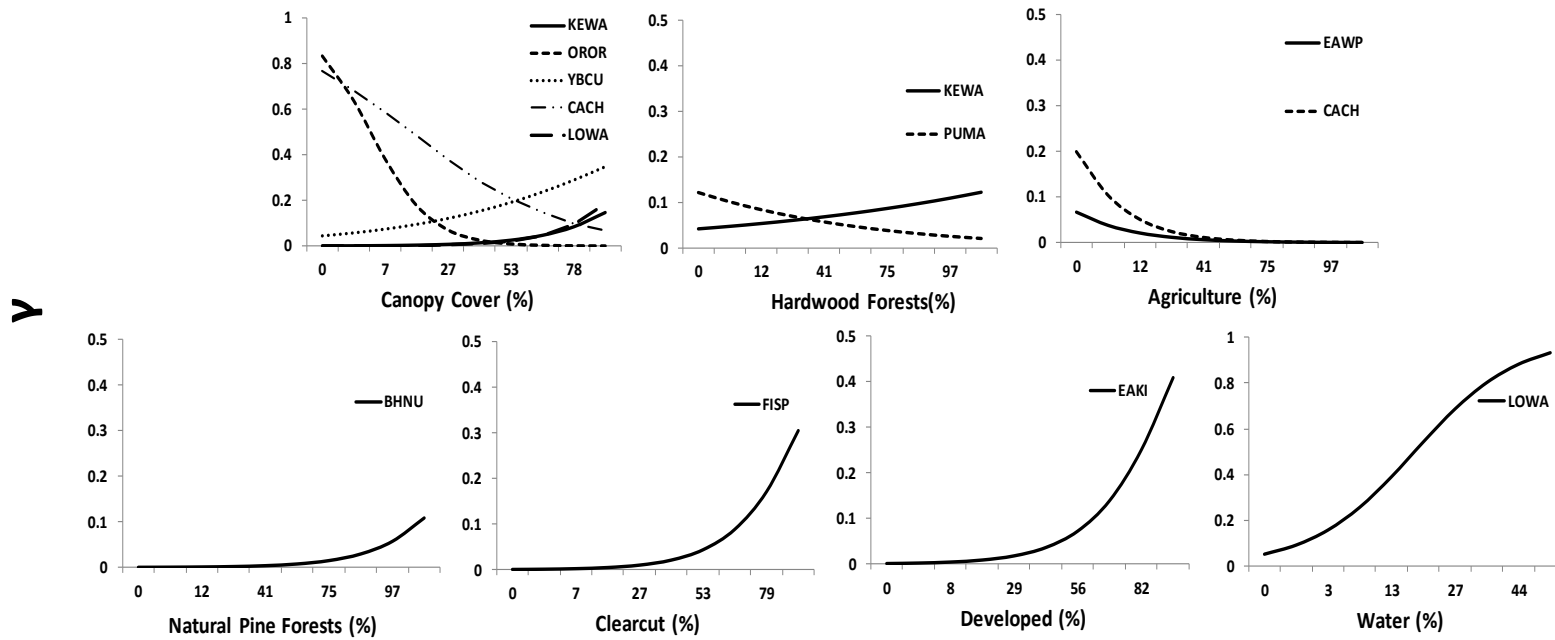 1
0.8
0.6
0.4
0.2
0
0 7 27 53 78
Canopy Cover (%)
KEWA
OROR
YBCU
CACH
LOWA
0.5
0.4
0.3
0.2
0.1
0
0 12 41 75 97
Hardwood Forests(%)
KEWA
PUMA
0.5
0.4
0.3
0.2
0.1
0
0 12 41 75 97
Agriculture (%)
EAWP
CACH
y
0.5
0.4
0.3
0.2
0.1
0
0 12 41 75 97
Natural Pine Forests (%)
BHNU
0.5
0.4
0.3
0.2
0.1
0
0 7 27 53 79
Clearcut (%)
FISP
0.5
0.4
0.3
0.2
0.1
0
0 8 29 56 82
Developed (%)
EAKI
1
0.8
0.6
0.4
0.2
0
0 3 13 27 44
Water (%)
LOWA